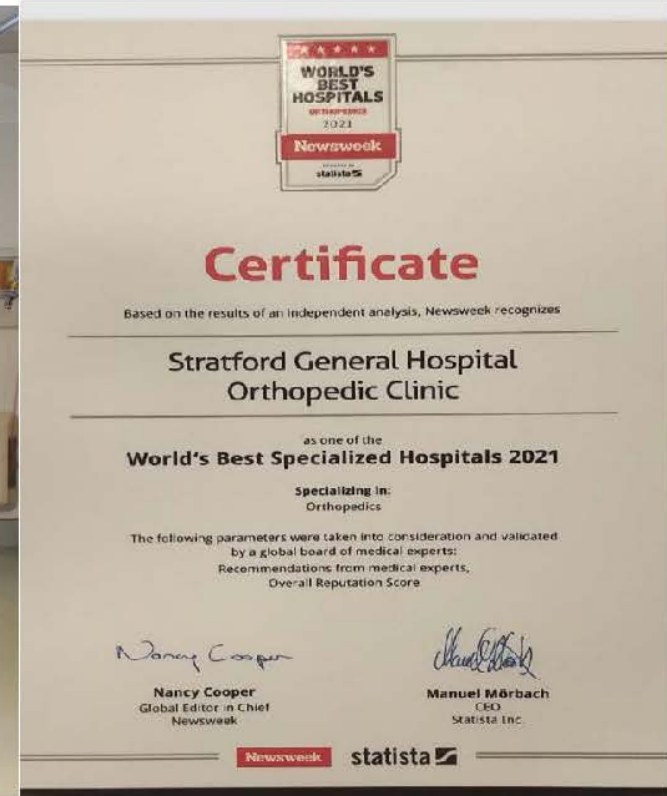 WORLD'S
BEST
HOSPITALS
ORTHOPEDICS
2021
Newsweek
statista
Certificate
Based on the results of an independent analysis, Newsweek recognizes
Stratford General Hospital
Orthopedic Clinic
as one of the
World's Best Specialized Hospitals 2021
Specializing in:
Orthopedics
The following parameters were taken into consideration and validated
by a global board of medical experts:
Recommendations from medical experts,
Overall Reputation Score
Nancy Cooper
Nancy Cooper
Global Editor in Chief
Newsweek
Manuel Mörbach
CEO
Statista Inc.
Newsweek statista